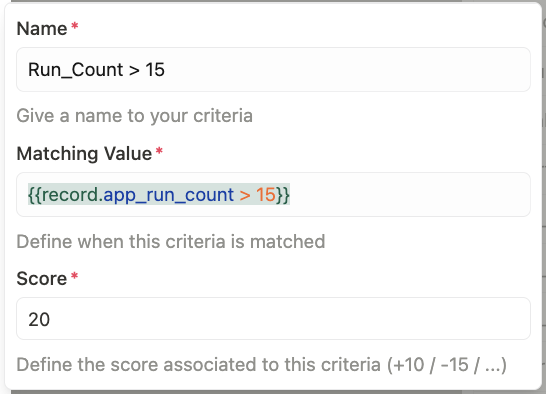 Name *
Run_Count > 15
Give a name to your criteria
Matching Value *
{{record.app_run_count > 15}}
Define when this criteria is matched
Score *
20
Define the score associated to this criteria (+10 / -15 / ...)